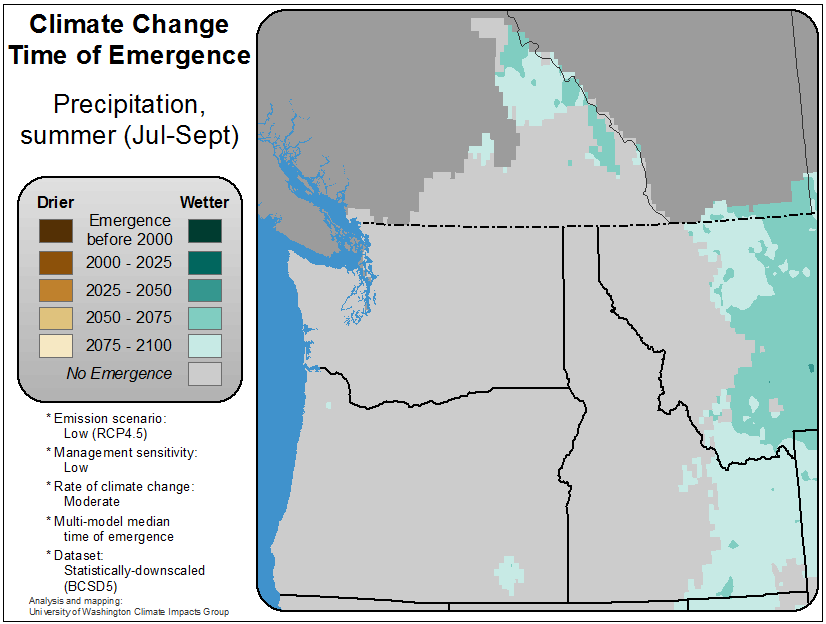 Climate Change
Time of Emergence
Precipitation,
summer (Jul-Sept)
Drier Wetter
Emergence
before 2000
2000 - 2025
2025 - 2050
2050 - 2075
2075 - 2100
No Emergence
* Emission scenario:
Low (RCP4.5)
* Management sensitivity:
Low
* Rate of climate change:
Moderate
* Multi-model median
time of emergence
* Dataset:
Statistically-downscaled
(BCSD5)
Analysis and mapping:
University of Washington Climate Impacts Group